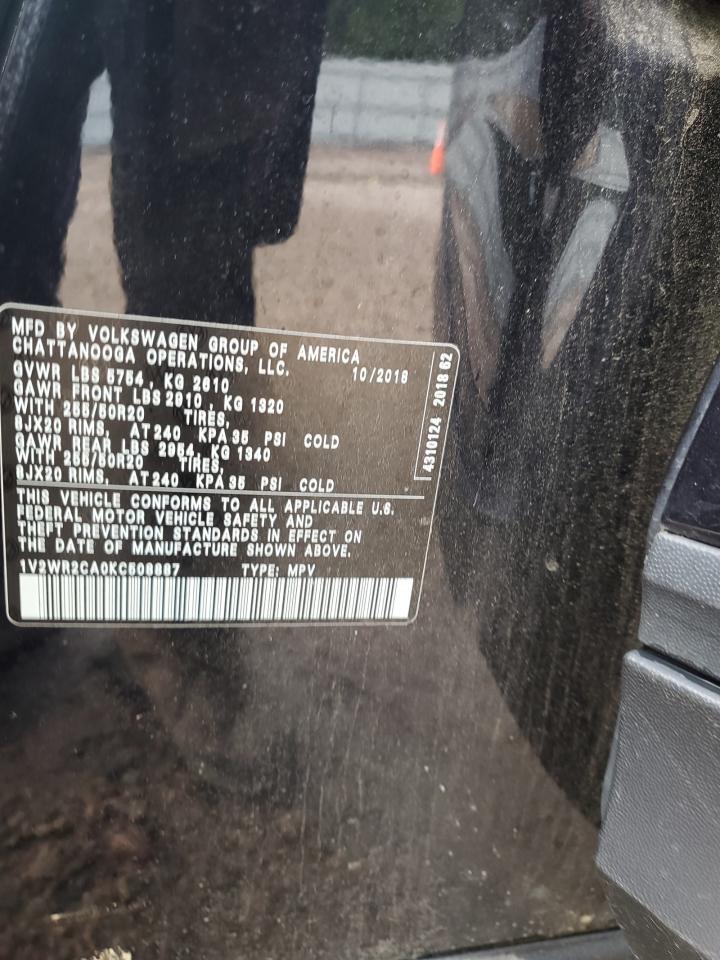 MFD BY VOLKSWAGEN GROUP OF AMERICA
CHATTANOOGA OPERATIONS, LLC.
10/2018
GVWR LBS 5754, KG 2610
GAWR FRONT LBS 2910, KG 1320
WITH 255/50R20 TIRES,
8JX20 RIMS, AT 240 KPA 35 PSI COLD
GAWR REAR LBS 2954, KG 1340
WITH 255/50R20 TIRES,
8JX20 RIMS, AT 240 KPA 35 PSI COLD
THIS VEHICLE CONFORMS TO ALL APPLICABLE U.S.
FEDERAL MOTOR VEHICLE SAFETY AND
THEFT PREVENTION STANDARDS IN EFFECT ON
THE DATE OF MANUFACTURE SHOWN ABOVE.
1V2WR2CA0KC508887 TYPE: MPV
4310124 2018 62